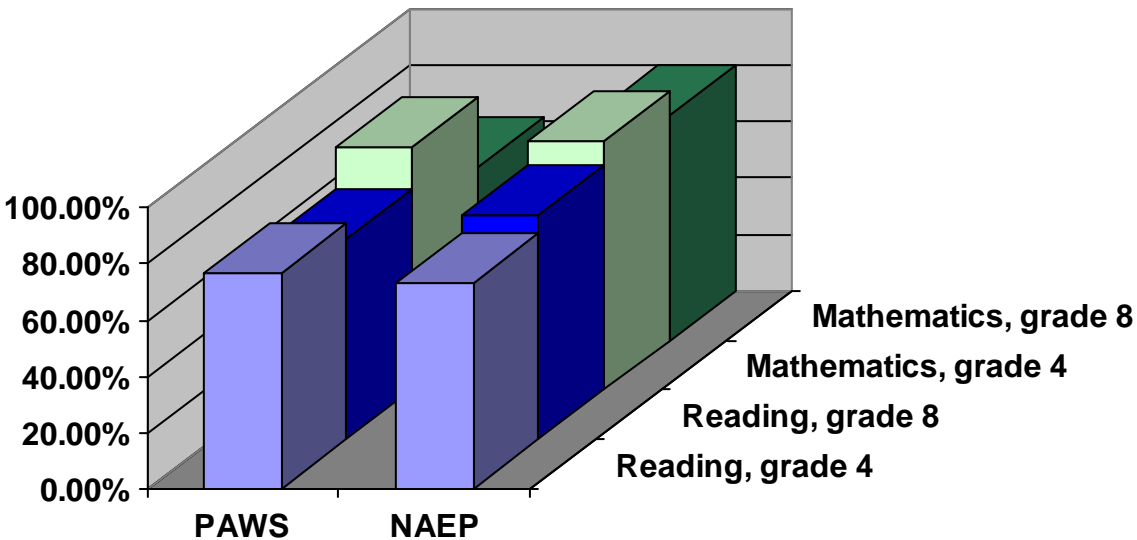 100.00%
80.00%
60.00%
40.00%
20.00%
0.00%
PAWS NAEP
Mathematics, grade 8
Mathematics, grade 4
Reading, grade 8
Reading, grade 4